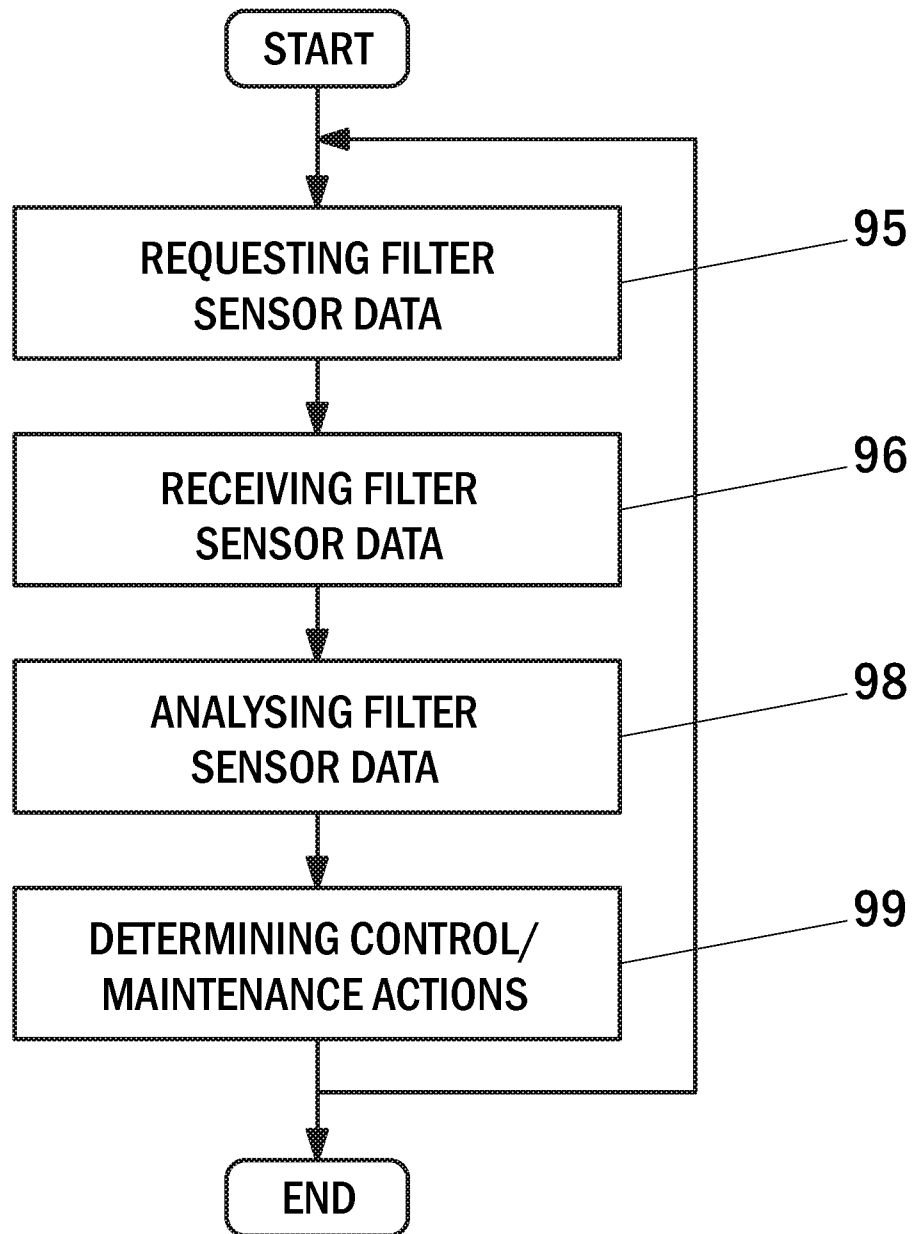 START
REQUESTING FILTER
SENSOR DATA
95
RECEIVING FILTER
SENSOR DATA
96
ANALYSING FILTER
SENSOR DATA
98
DETERMINING CONTROL/
MAINTENANCE ACTIONS
99
END